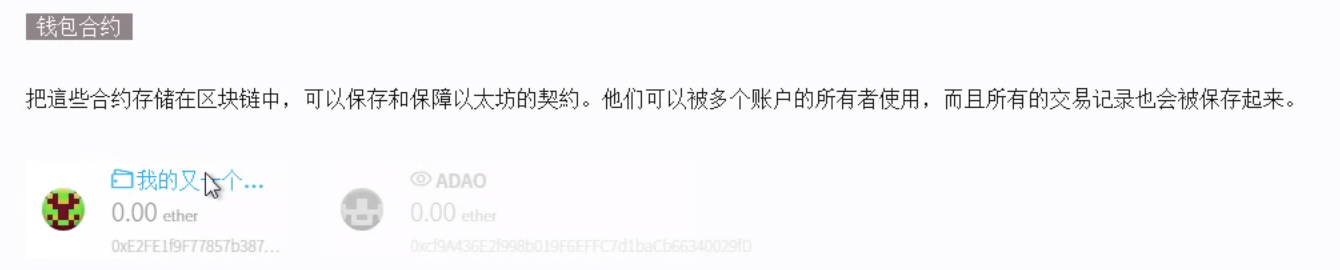 钱包合约
把這些合约存储在区块链中，可以保存和保障以太坊的契約。他们可以被多个账户的所有者使用，而且所有的交易记录也会被保存起来。
我的又一个...
0.00 ether
0xE2FE1f9F77857b387...
ADAO
0.00 ether
0xcf9A436E2f998b019F6EFFC7d1baCb66340029fD